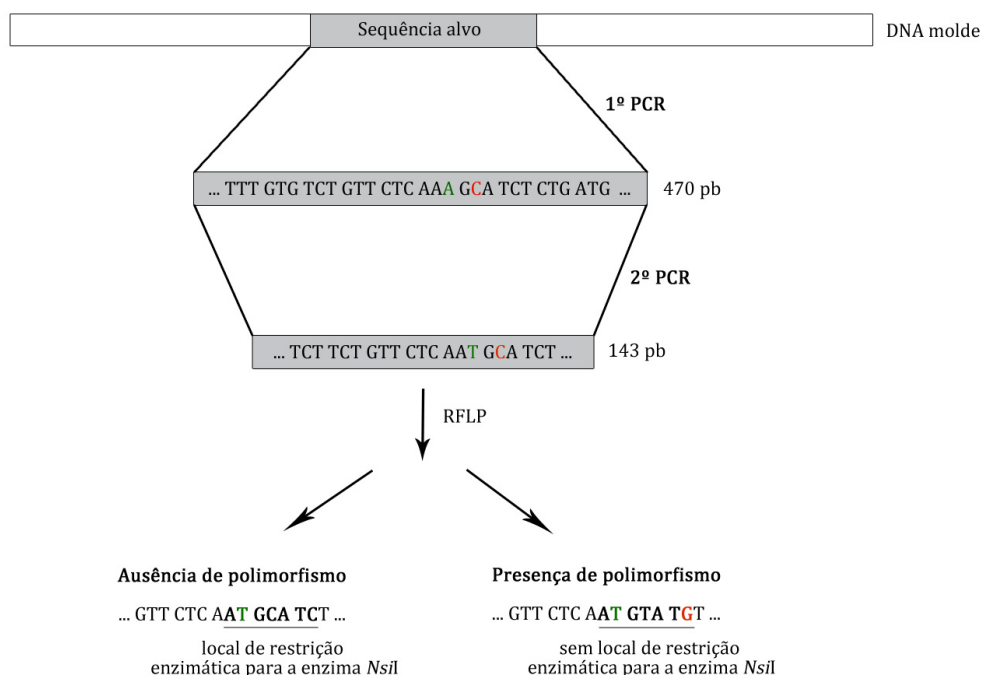 Sequência alvo
DNA molde
1º PCR
... TTT GTG TCT GTT CTC AAA GCA TCT CTG ATG ...
470 pb
2º PCR
... TCT TCT GTT CTC AAT GCA TCT ...
143 pb
RFLP
Ausência de polimorfismo
... GTT CTC AAT GCA TCT ...
local de restrição
enzimática para a enzima NsiI
Presença de polimorfismo
... GTT CTC AAT GTA TGT ...
sem local de restrição
enzimática para a enzima NsiI